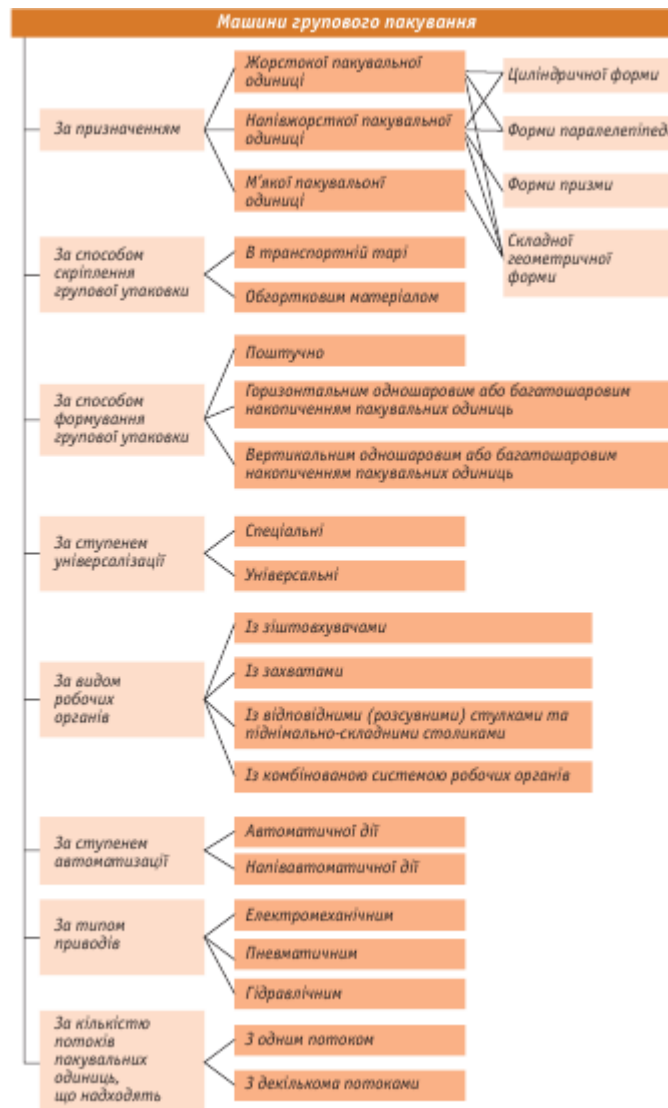 Машини групового пакування
За призначенням
Жорстокої пакувальної
одиниці
Напівжорсткої пакувальної
одиниці
М'якої пакувальонї
одиниці
Циліндричної форми
Форми паралелепіпед
Форми призми
Складної
геометричної
форми
За способом
скріплення
групової упаковки
В транспортній тарі
Обгортковим матеріалом
За способом
формування
групової упаковки
Поштучно
Горизонтальним одношаровим або багатошаровим
накопиченням пакувальних одиниць
Вертикальним одношаровим або багатошаровим
накопиченням пакувальних одиниць
За ступенем
універсалізації
Спеціальні
Універсальні
За видом
робочих
органів
Із зіштовхувачами
Із захватами
Із відповідними (розсувними) стулками та
піднімально-складними столиками
Із комбінованою системою робочих органів
За ступенем
автоматизації
Автоматичної дії
Напівавтоматичної дії
За типом
приводів
Електромеханічним
Пневматичним
Гідравлічним
За кількістю
потоків
пакувальних
одиниць,
що надходять
З одним потоком
З декількома потоками